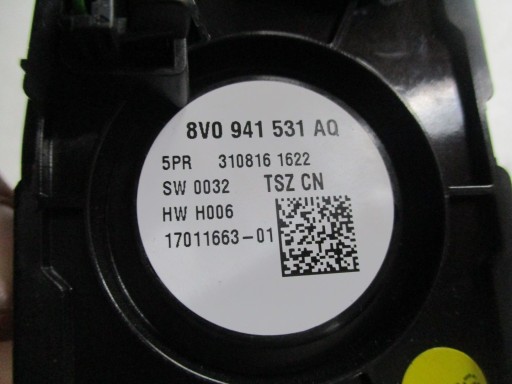 8V0 941 531 AQ
5PR 310816 1622
SW 0032 TSZ CN
HW H006
17011663-01